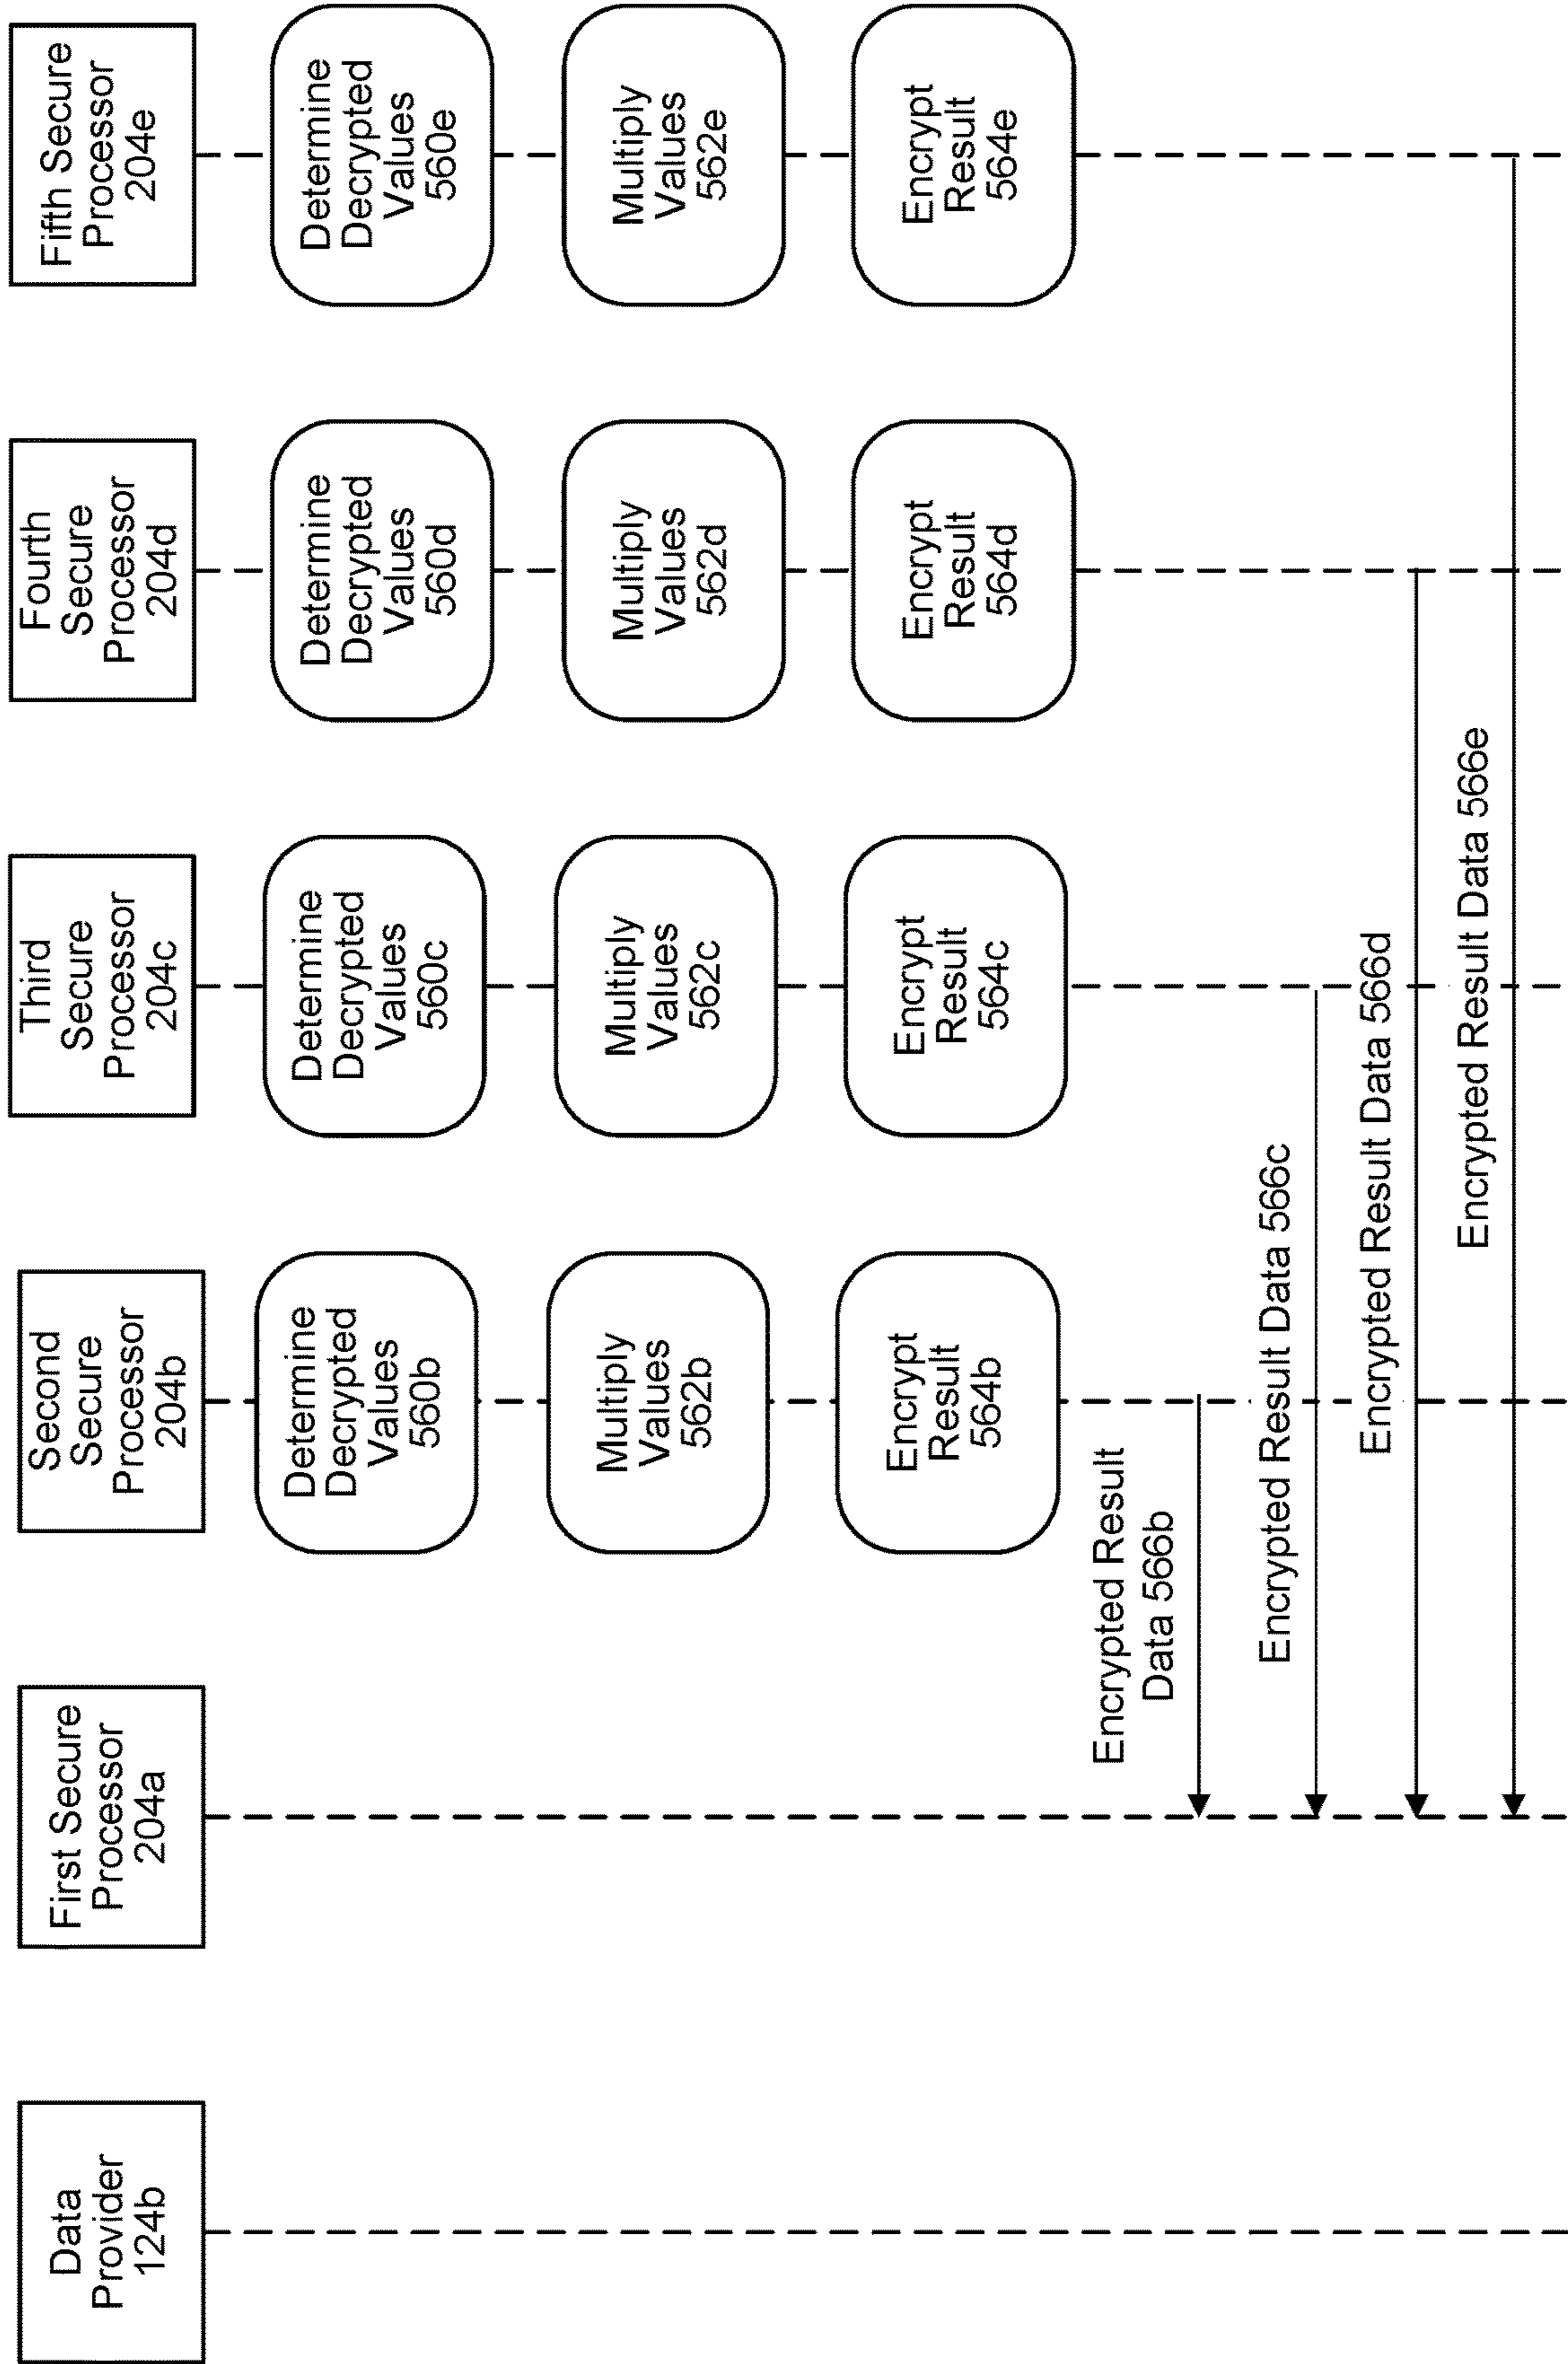 Data
Provider
124b
First Secure
Processor
204a
Second
Secure
Processor
204b
Third
Secure
Processor
204c
Fourth
Secure
Processor
204d
Fifth Secure
Processor
204e
Determine
Decrypted
Values
560b
Determine
Decrypted
Values
560c
Determine
Decrypted
Values
560d
Determine
Decrypted
Values
560e
Multiply
Values
562b
Multiply
Values
562c
Multiply
Values
562d
Multiply
Values
562e
Encrypt
Result
564b
Encrypt
Result
564c
Encrypt
Result
564d
Encrypt
Result
564e
Encrypted Result
Data 566b
Encrypted Result Data 566c
Encrypted Result Data 566d
Encrypted Result Data 566e